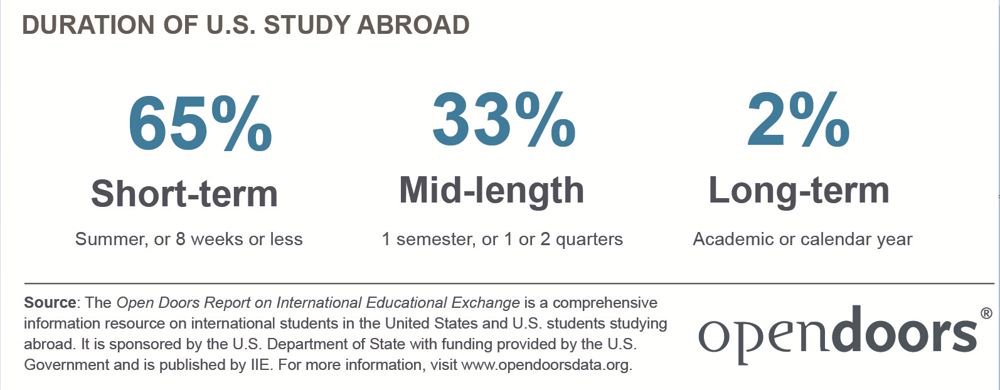 DURATION OF U.S. STUDY ABROAD
65%
Short-term
Summer, or 8 weeks or less
33%
Mid-length
1 semester, or 1 or 2 quarters
2%
Long-term
Academic or calendar year
Source: The Open Doors Report on International Educational Exchange is a comprehensive
information resource on international students in the United States and U.S. students studying
abroad. It is sponsored by the U.S. Department of State with funding provided by the U.S.
Government and is published by IIE. For more information, visit www.opendoorsdata.org.
opendoors®